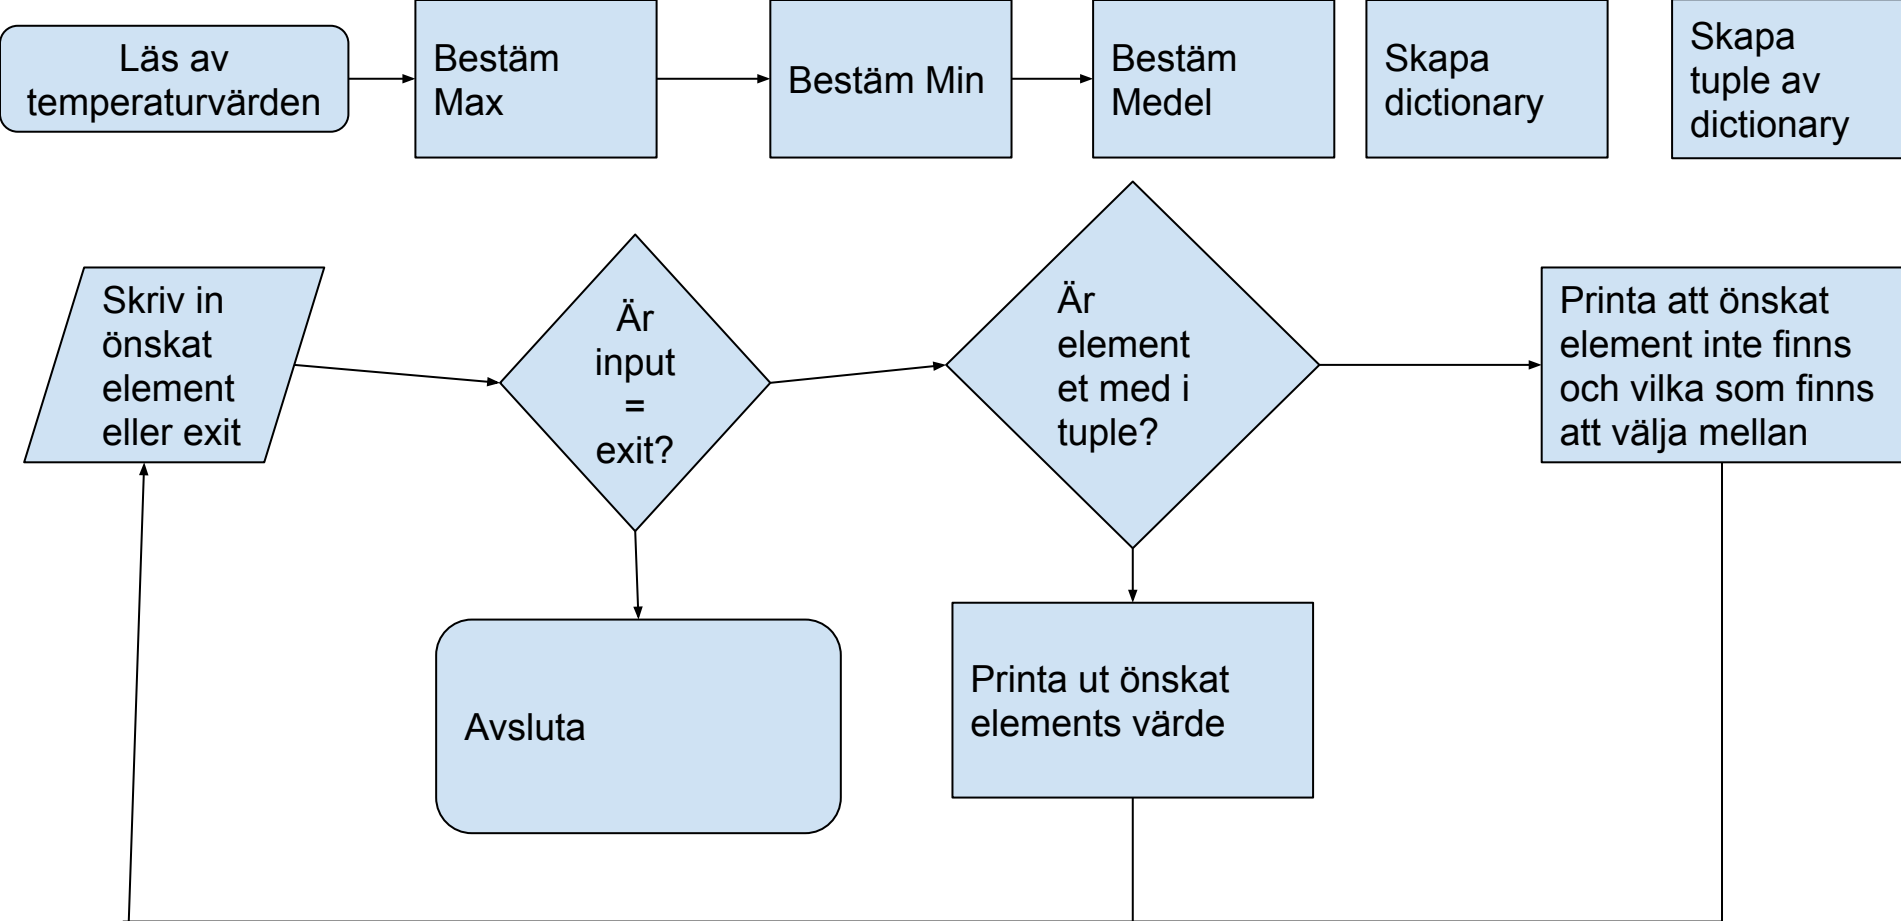 Läs av
temperaturvärden
Bestäm
Max
Bestäm Min
Bestäm
Medel
Skapa
dictionary
Skapa
tuple av
dictionary
Skriv in
önskat
element
eller exit
Är
input
=
exit?
Är
element
et med i
tuple?
Printa att önskat
element inte finns
och vilka som finns
att välja mellan
Avsluta
Printa ut önskat
elements värde